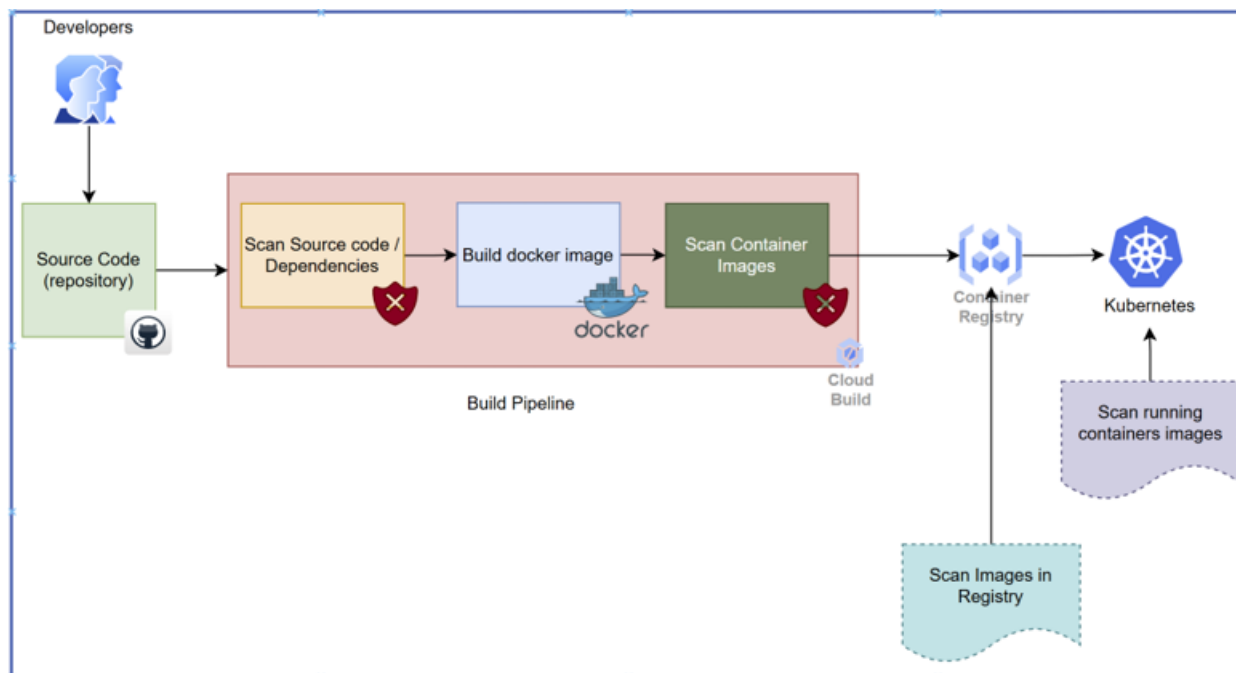 Developers
Source Code
(repository)
Scan Source code /
Dependencies
Build docker image
docker
Scan Container
Images
Cloud
Build
Build Pipeline
Container
Registry
Kubernetes
Scan running
containers images
Scan Images in
Registry